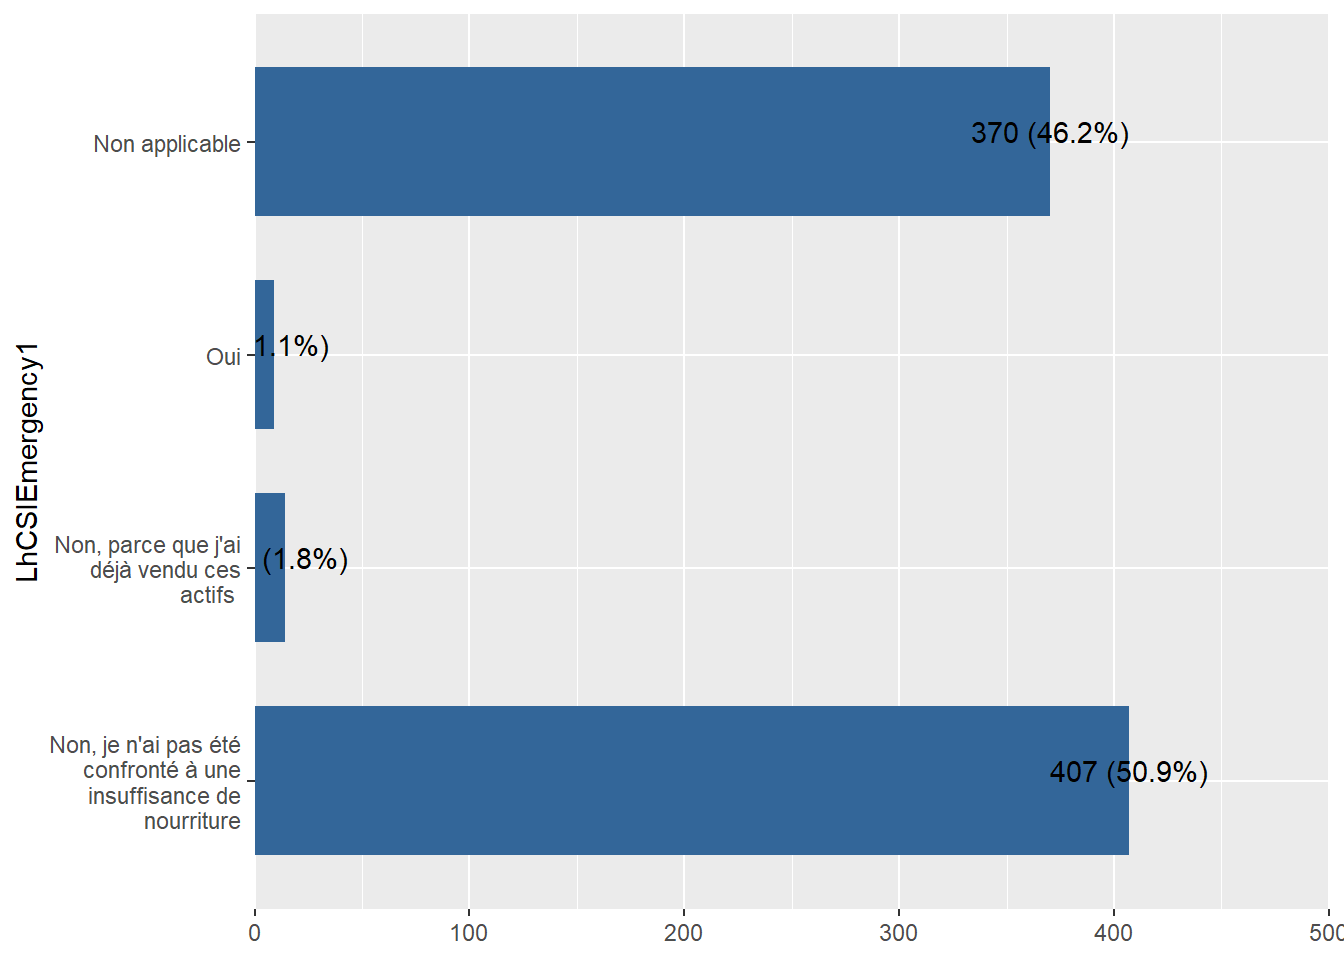 LhCSIEmergency1
Non applicable
370 (46.2%)
Oui
1.1%)
Non, parce que j'ai
déjà vendu ces
actifs
(1.8%)
Non, je n'ai pas été
confronté à une
insuffisance de
nourriture
407 (50.9%)
0 100 200 300 400 500